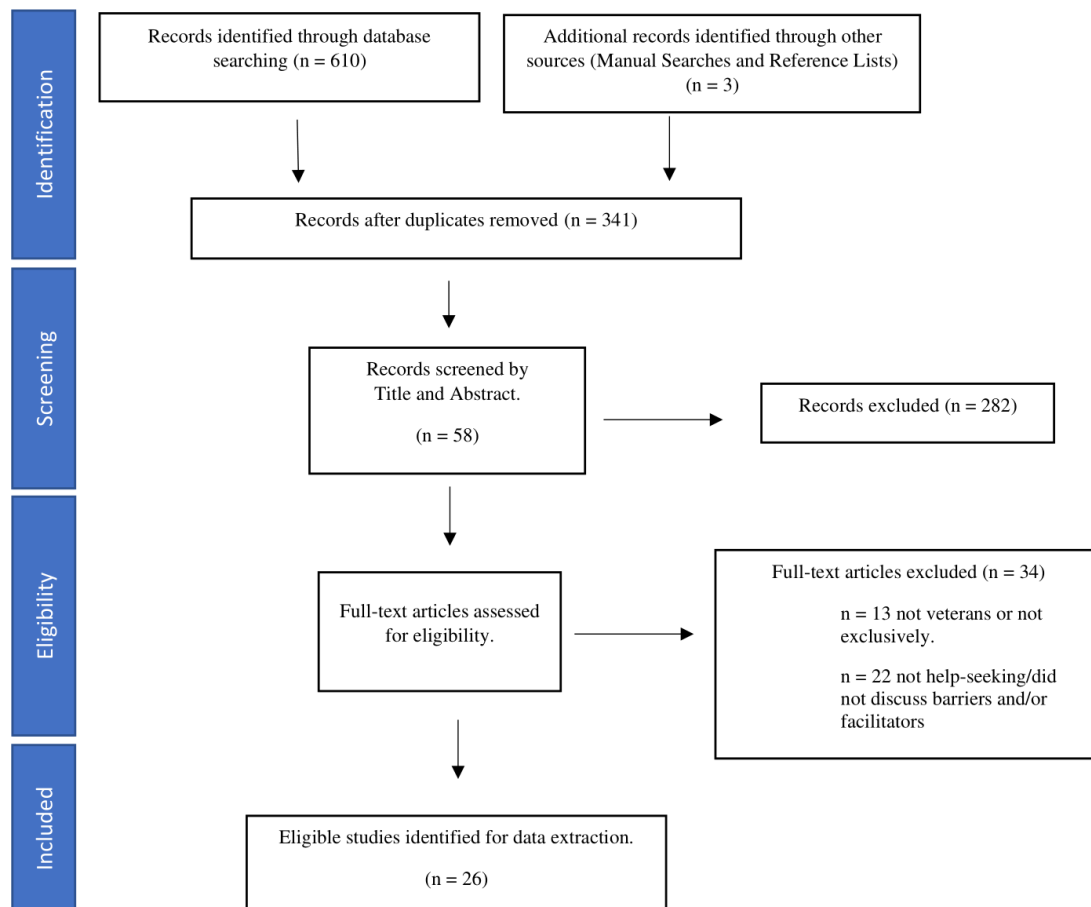 Identification
Records identified through database
searching (n = 610)
Additional records identified through other
sources (Manual Searches and Reference Lists)
(n = 3)
Records after duplicates removed (n = 341)
Screening
Records screened by
Title and Abstract.
(n = 58)
Records excluded (n = 282)
Eligibility
Full-text articles assessed
for eligibility.
Full-text articles excluded (n = 34)
n = 13 not veterans or not
exclusively.
n = 22 not help-seeking/did
not discuss barriers and/or
facilitators
Included
Eligible studies identified for data extraction.
(n = 26)